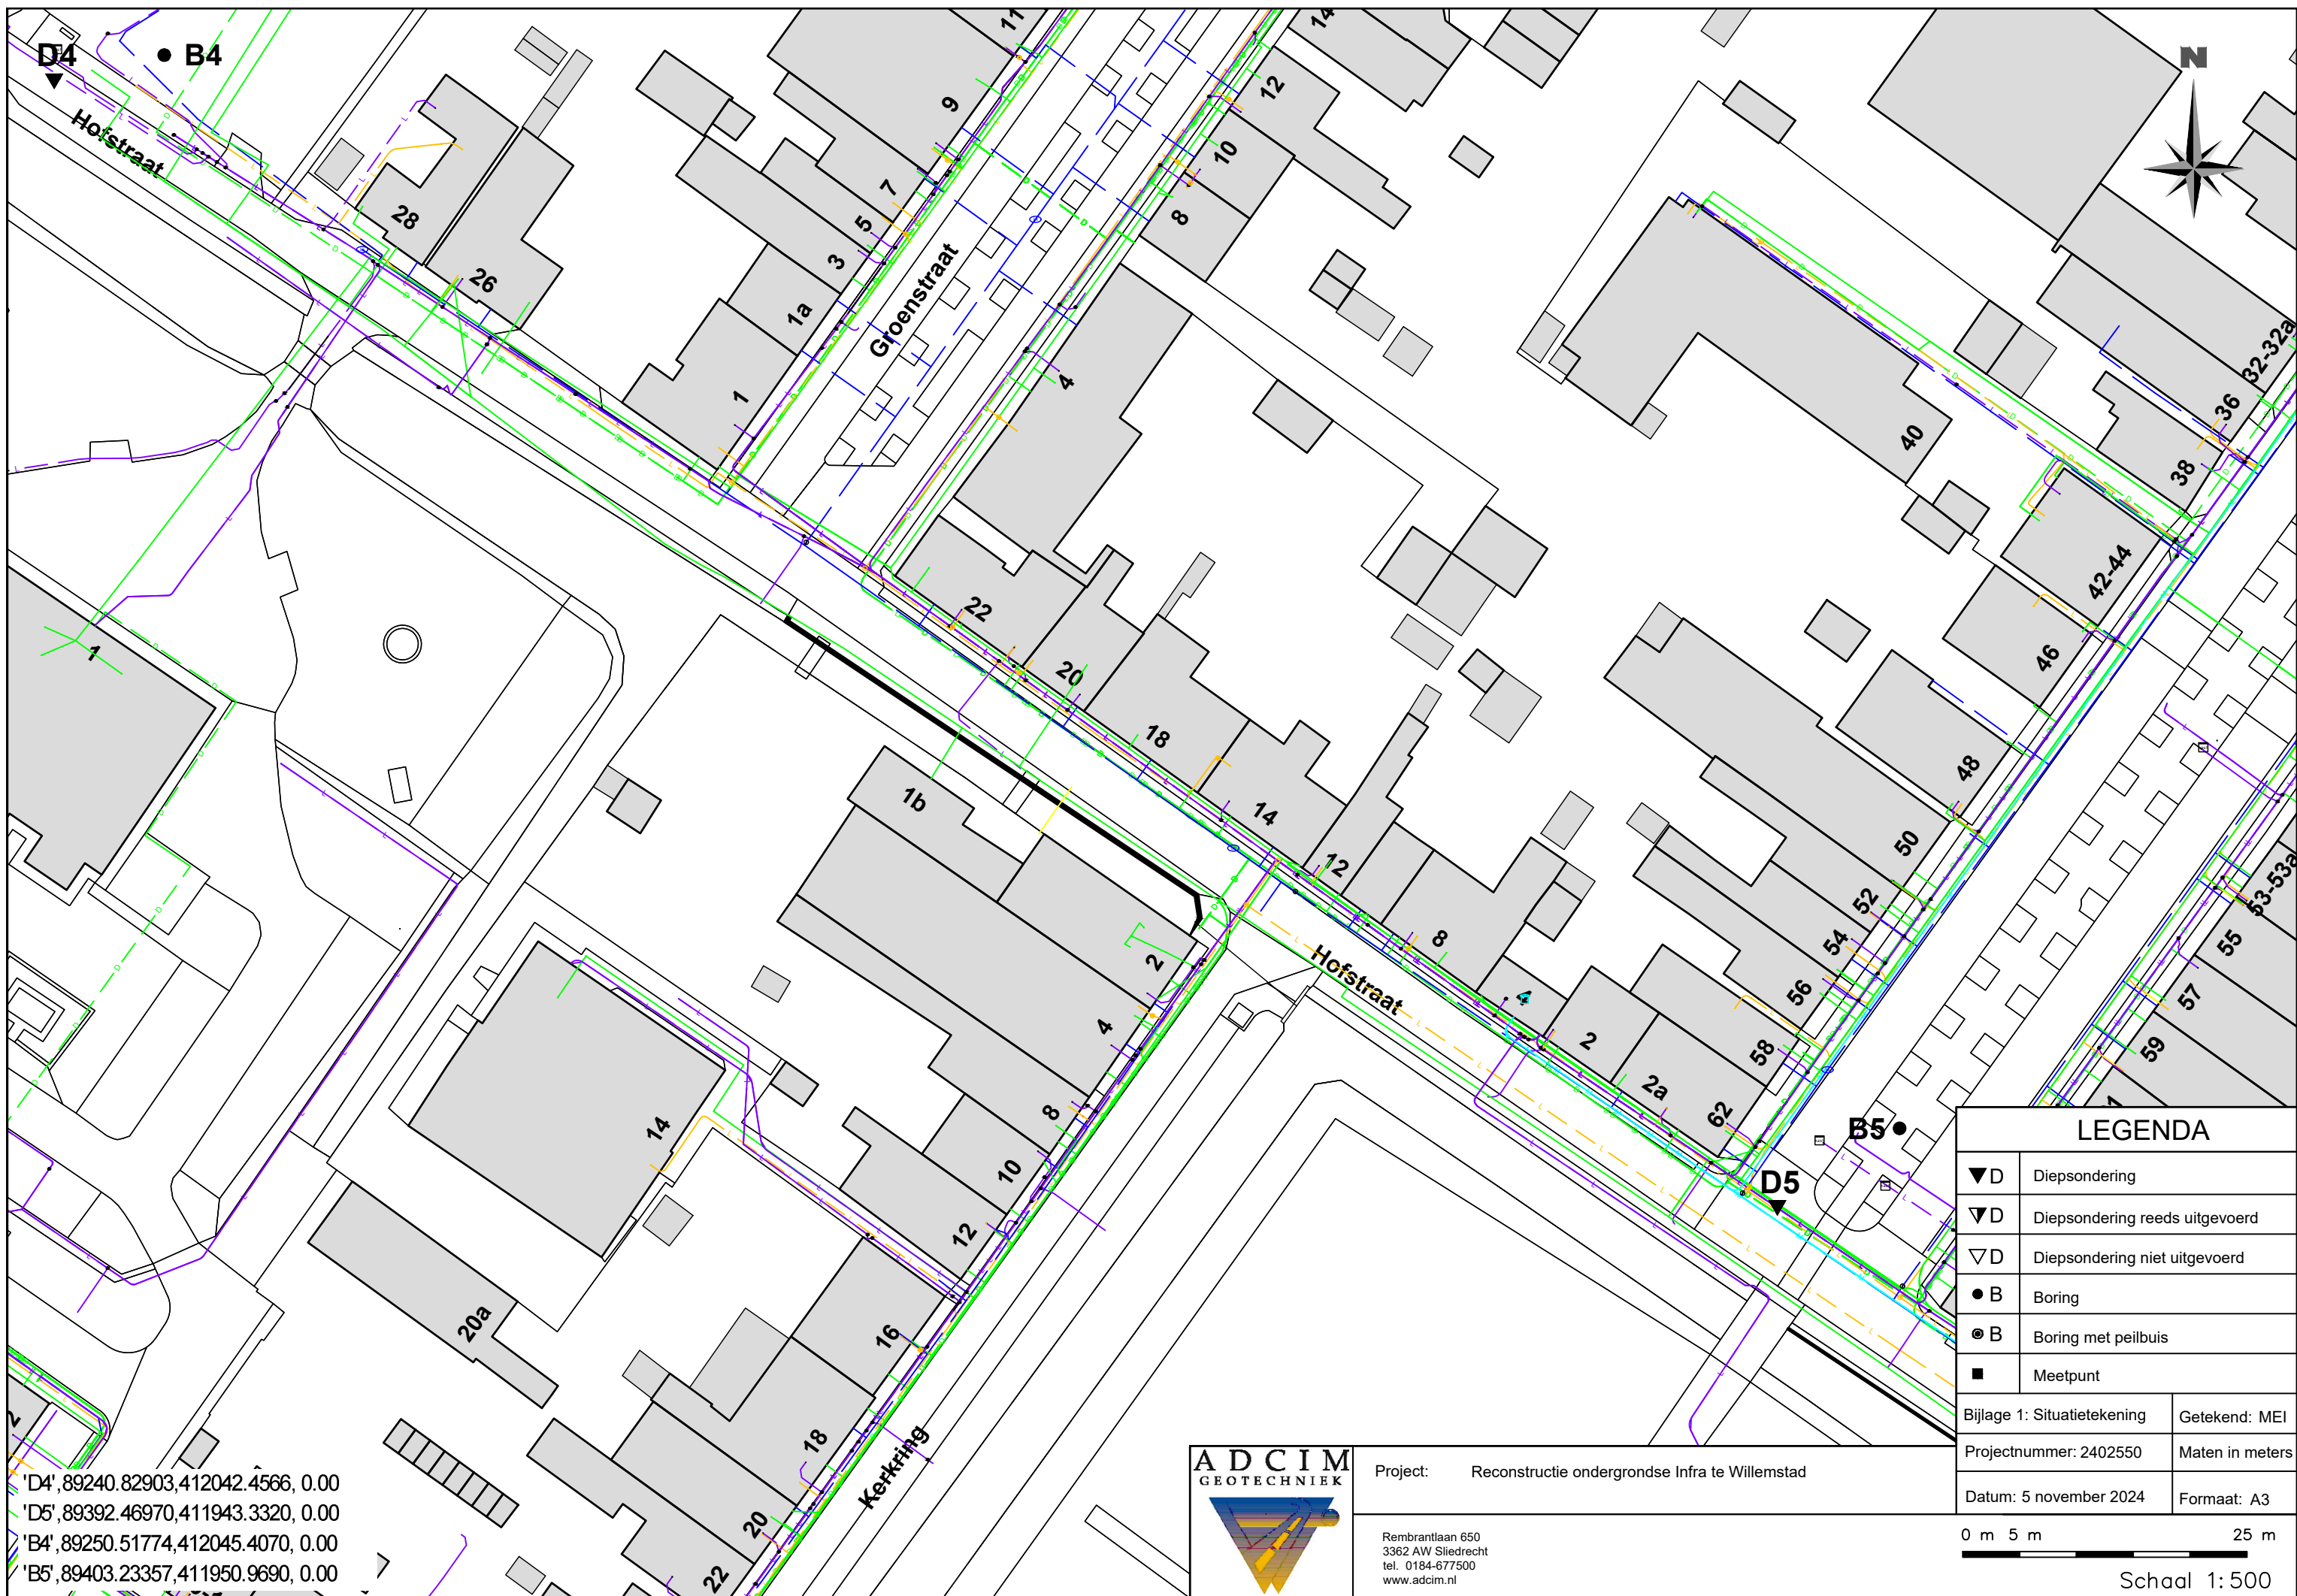 D4
B4
N
Hofstraat
28
26
11
9
7
5
3
1a
1
Groenstraat
14
12
10
8
4
40
32-32a
36
38
42-44
46
48
50
52
54
56
58
62
53-53a
55
57
59
22
20
18
14
12
8
4
2
2a
Hofstraat
1
1b
2
4
8
10
12
14
16
18
20
20a
22
Kerkring
B5
D5
LEGENDA
D Diepsondering
D Diepsondering reeds uitgevoerd
D Diepsondering niet uitgevoerd
B Boring
B Boring met peilbuis
Meetpunt
Bijlage 1: Situatietekening
Getekend: MEI
Projectnummer: 2402550
Maten in meters
Datum: 5 november 2024
Formaat: A3
0 m 5 m 25 m
Schaal 1:500
ADCIM
GEOTECHNIEK
Project: Reconstructie ondergrondse Infra te Willemstad
Rembrantlaan 650
3362 AW Sliedrecht
tel. 0184-677500
www.adcim.nl
'D4',89240.82903,412042.4566, 0.00
'D5',89392.46970,411943.3320, 0.00
'B4',89250.51774,412045.4070, 0.00
'B5',89403.23357,411950.9690, 0.00